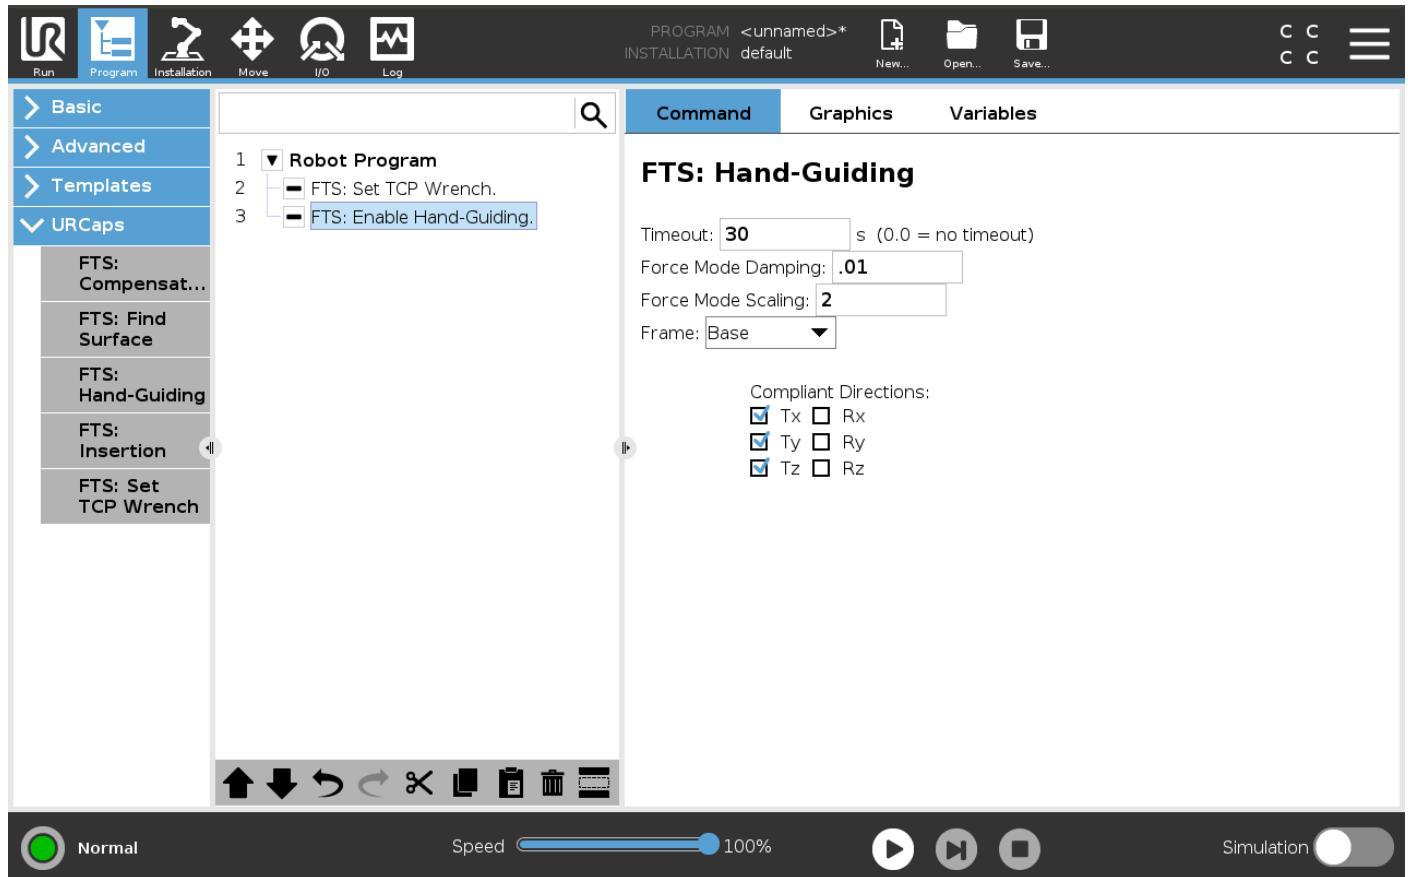 UR
Run
Program
Installation
Move
I/O
Log
PROGRAM <unnamed>*
INSTALLATION default
New...
Open...
Save...
C C
C C
Basic
Advanced
Templates
URCaps
FTS:
Compensat...
FTS: Find
Surface
FTS:
Hand-Guiding
FTS:
Insertion
FTS: Set
TCP Wrench
1 Robot Program
2 FTS: Set TCP Wrench.
3 FTS: Enable Hand-Guiding.
Command Graphics Variables
FTS: Hand-Guiding
Timeout: 30 s (0.0 = no timeout)
Force Mode Damping: .01
Force Mode Scaling: 2
Frame: Base
Compliant Directions:
Tx Rx
Ty Ry
Tz Rz
Normal
Speed 100%
Simulation